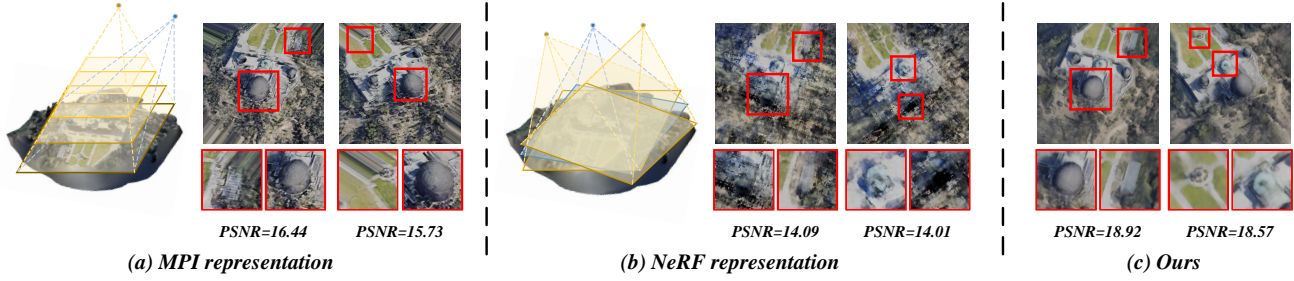 PSNR=16.44 PSNR=15.73 PSNR=14.09 PSNR=14.01 PSNR=18.92 PSNR=18.57
(a) MPI representation (b) NeRF representation (c) Ours